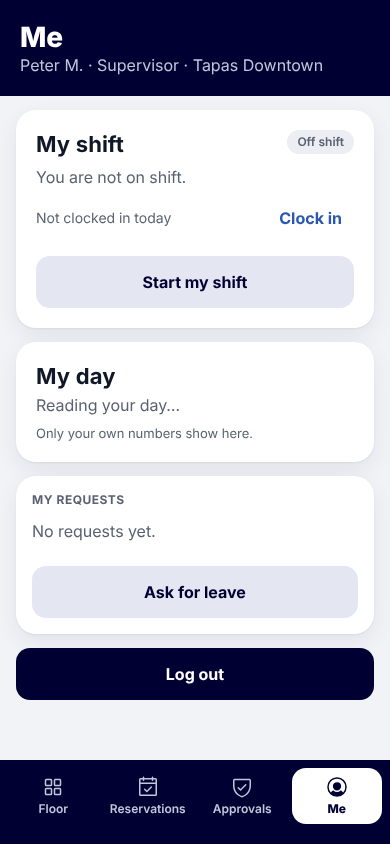 Me
Peter M. · Supervisor · Tapas Downtown
My shift
Off shift
You are not on shift.
Not clocked in today
Clock in
Start my shift
My day
Reading your day...
Only your own numbers show here.
MY REQUESTS
No requests yet.
Ask for leave
Log out
Floor
Reservations
Approvals
Me